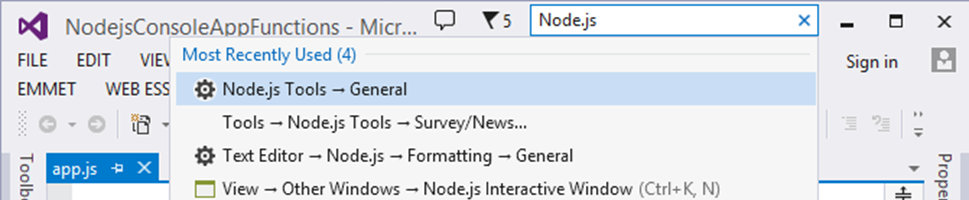 NodejsConsoleAppFunctions - Micr...
5
Node.js
Most Recently Used (4)
FILE EDIT
Sign in
EMMET WEB ESS
Node.js Tools → General
Tools → Node.js Tools → Survey/News...
Text Editor → Node.js → Formatting → General
View → Other Windows → Node.js Interactive Window (Ctrl+K, N)
app.js